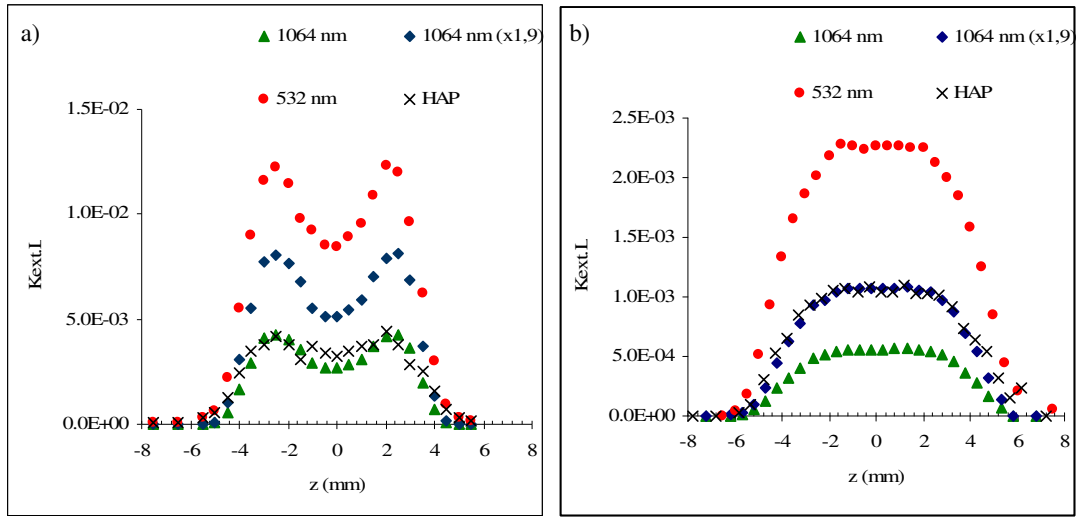 a)
1064 nm
1064 nm (x1,9)
532 nm
HAP
1.5E-02
1.0E-02
5.0E-03
0.0E+00
Kext.L
-8 -6 -4 -2 0 2 4 6 8
z (mm)
b)
1064 nm
1064 nm (x1,9)
532 nm
HAP
2.5E-03
2.0E-03
1.5E-03
1.0E-03
5.0E-04
0.0E+00
Kext.L
-8 -6 -4 -2 0 2 4 6 8
z (mm)